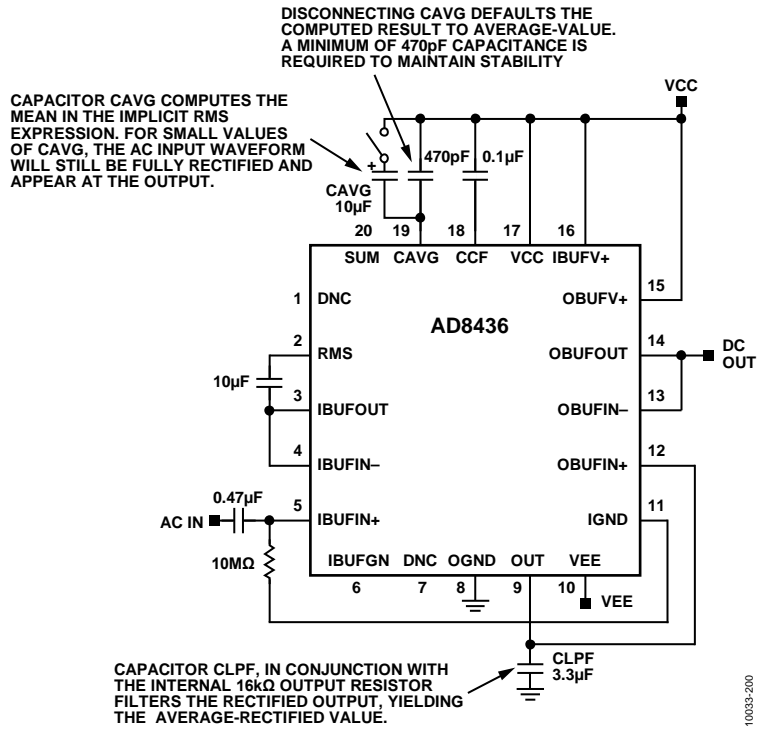 DISCONNECTING CAVG DEFAULTS THE
COMPUTED RESULT TO AVERAGE-VALUE.
A MINIMUM OF 470pF CAPACITANCE IS
REQUIRED TO MAINTAIN STABILITY
VCC
CAPACITOR CAVG COMPUTES THE
MEAN IN THE IMPLICIT RMS
EXPRESSION. FOR SMALL VALUES
OF CAVG, THE AC INPUT WAVEFORM
WILL STILL BE FULLY RECTIFIED AND
APPEAR AT THE OUTPUT.
+
470pF 0.1µF
CAVG
10µF
20 19 18 17 16
SUM CAVG CCF VCC IBUFV+
15
OBUFV+
1 DNC
AD8436
2
RMS
14
OBUFOUT
DC
OUT
10µF
3
IBUFOUT
13
OBUFIN–
4
IBUFIN–
12
OBUFIN+
0.47µF
AC IN
5
IBUFIN+
11
IGND
10MΩ
IBUFGN DNC OGND OUT VEE
6 7 8 9 10
VEE
CAPACITOR CLPF, IN CONJUNCTION WITH
THE INTERNAL 16kΩ OUTPUT RESISTOR
FILTERS THE RECTIFIED OUTPUT, YIELDING
THE AVERAGE-RECTIFIED VALUE.
CLPF
3.3µF
10033-200